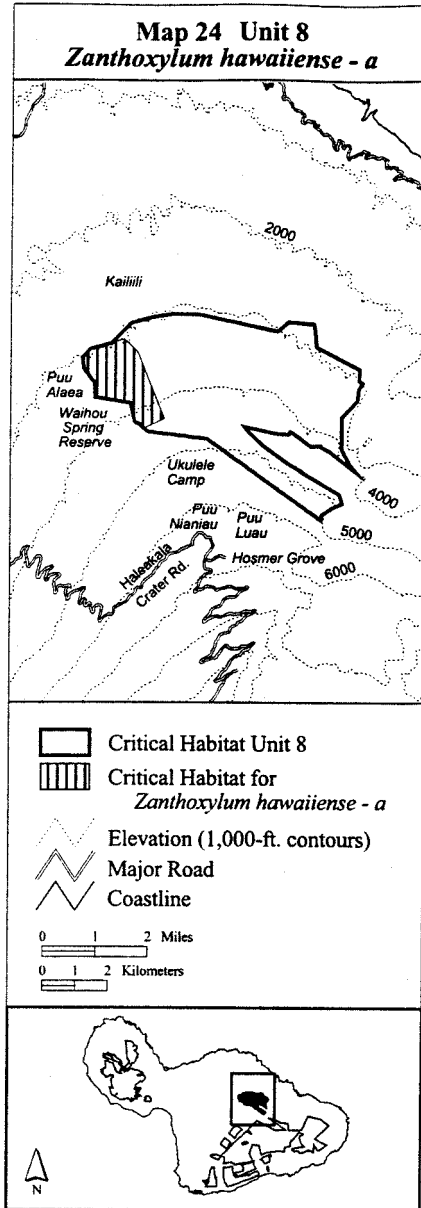 Map 24 Unit 8
Zanthoxylum hawaiiense - a
2000
Kailiili
Puu
Alaea
Waihou
Spring
Reserve
Ukulele
Camp
4000
Puu
Nianiau
Puu
Luau
5000
Haleakala
Crater Rd.
Hosmer Grove
6000
Critical Habitat Unit 8
Critical Habitat for
Zanthoxylum hawaiiense - a
Elevation (1,000-ft. contours)
Major Road
Coastline
0 1 2 Miles
0 1 2 Kilometers
N